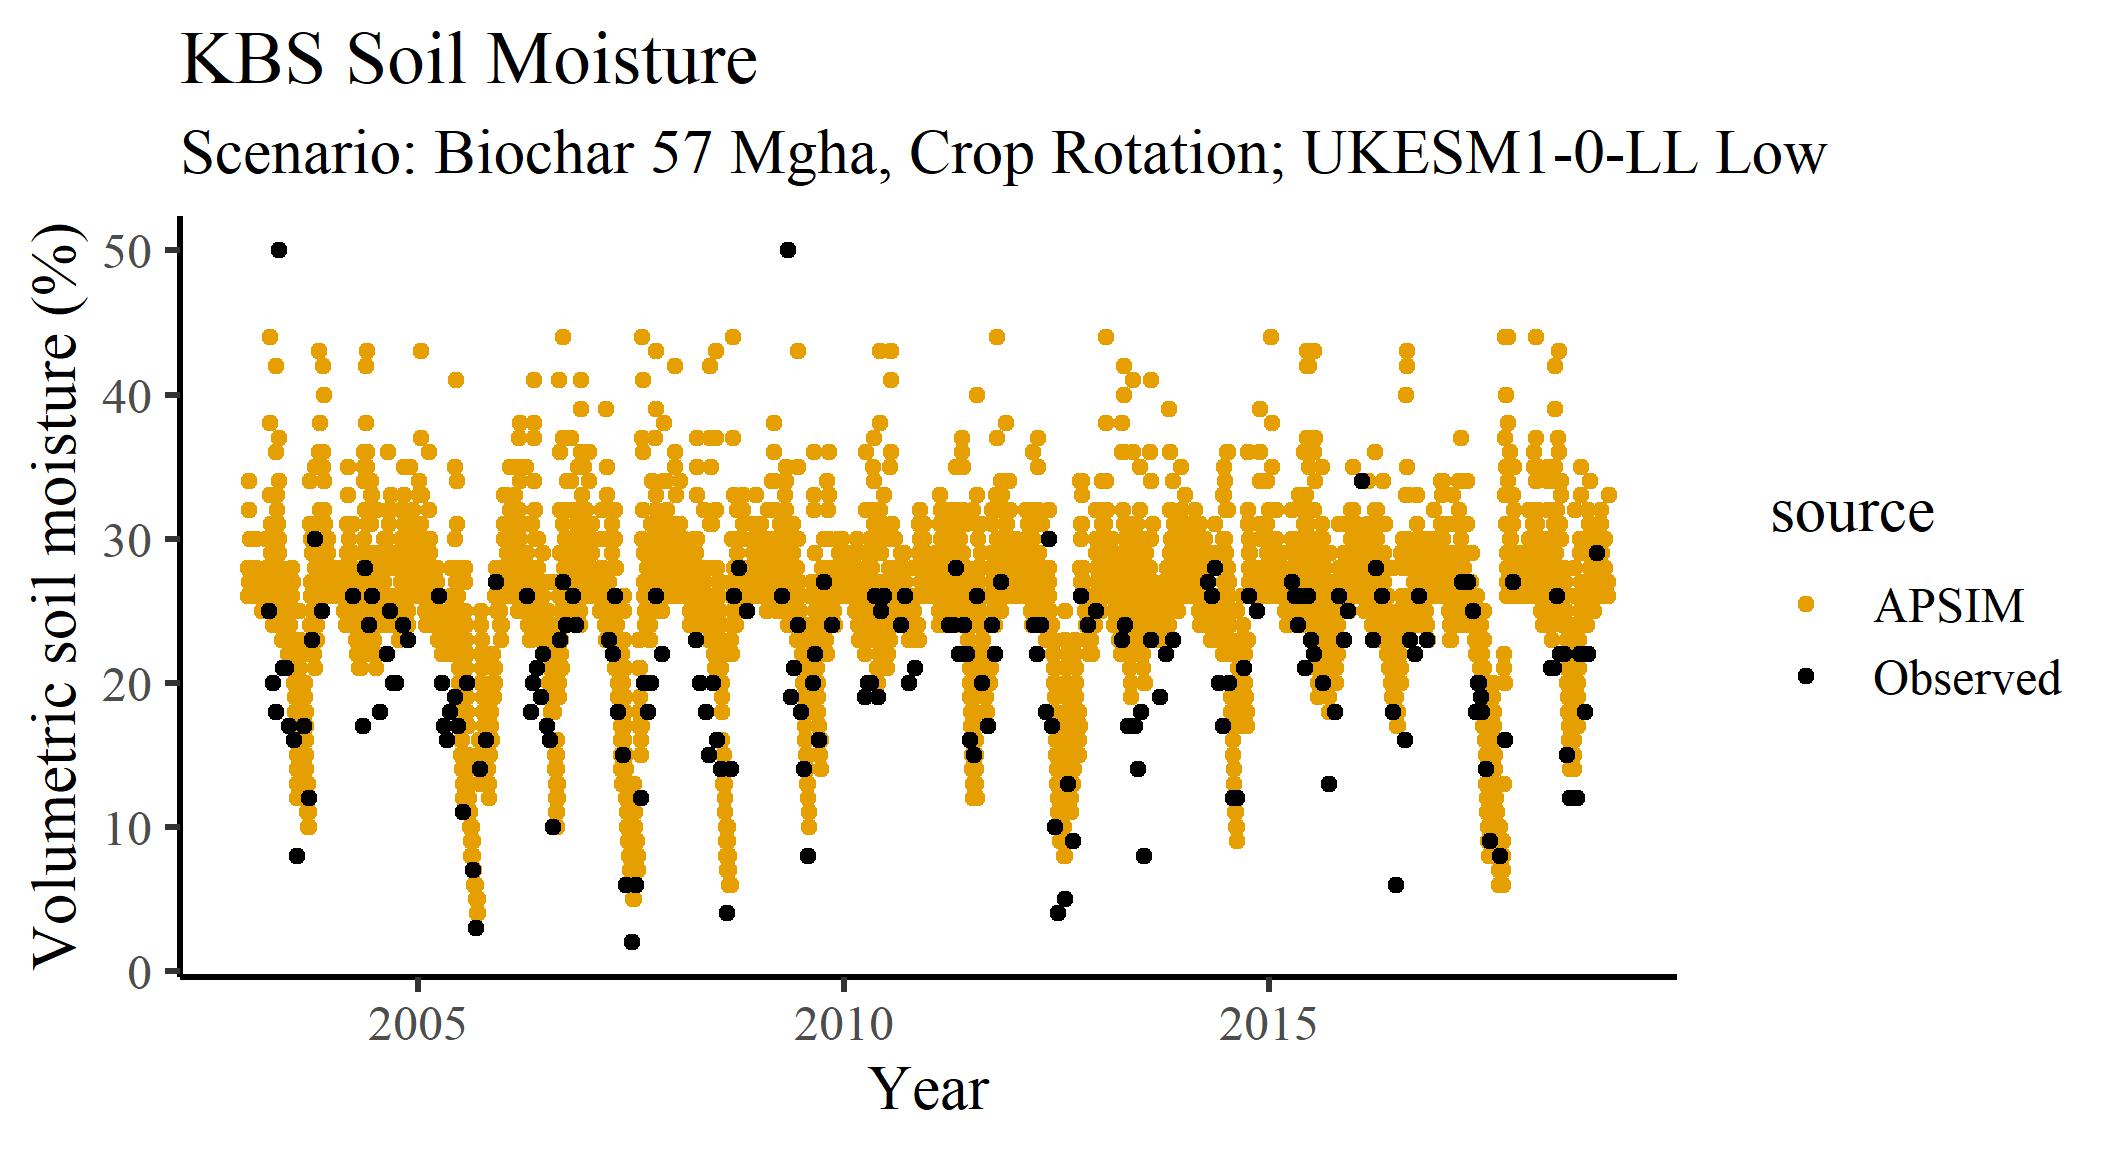 KBS Soil Moisture
Scenario: Biochar 57 Mgha, Crop Rotation; UKESM1-0-LL Low
Volumetric soil moisture (%)
50
40
30
20
10
0
2005 2010 2015
Year
source
APSIM
Observed